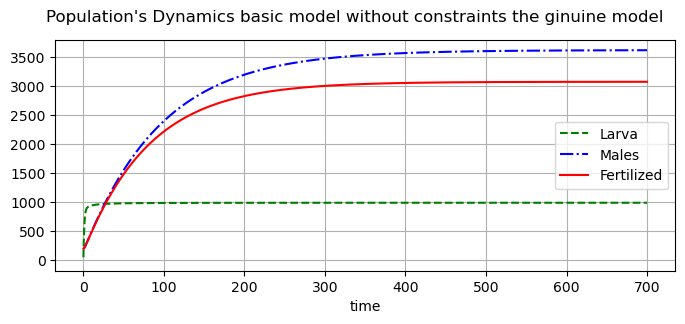 Population's Dynamics basic model without constraints the ginuine model
3500
3000
2500
2000
1500
1000
500
0
Larva
Males
Fertilized
0 100 200 300 400 500 600 700
time